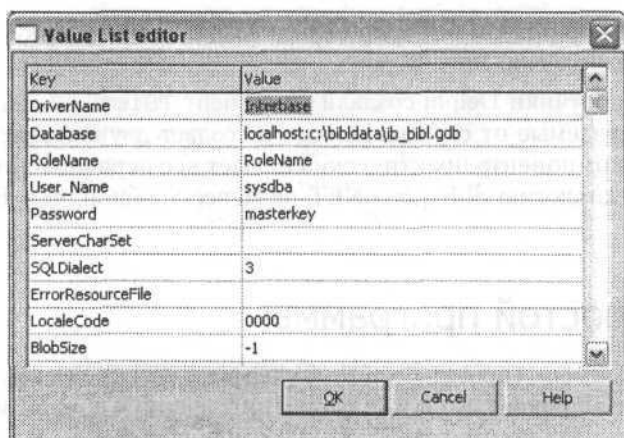 Value List editor
Key Value
DriverName Interbase
Database localhost:c:\bibldata\ib_bibl.gdb
RoleName RoleName
User_Name sysdba
Password masterkey
ServerCharSet
SQLDialect 3
ErrorResourceFile
LocaleCode 0000
BlobSize -1
OK Cancel Help